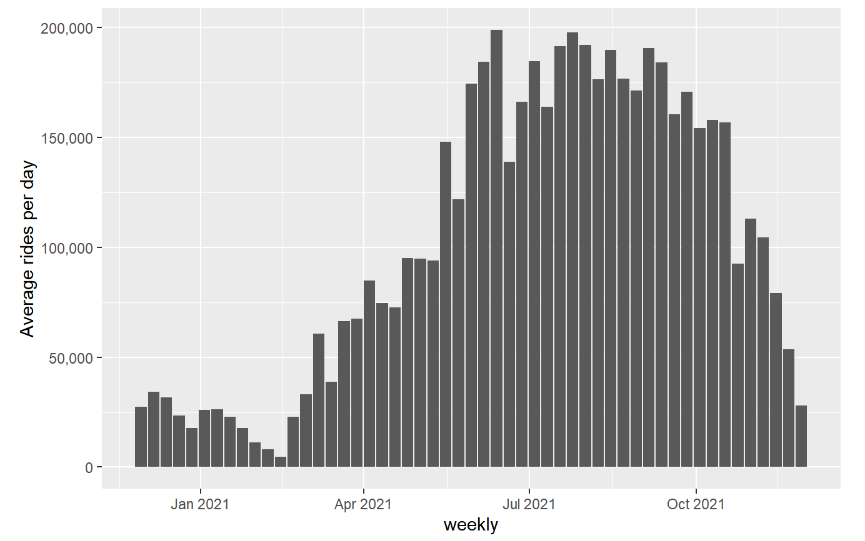 200,000
150,000
100,000
50,000
0
Average rides per day
Jan 2021
Apr 2021
Jul 2021
Oct 2021
weekly